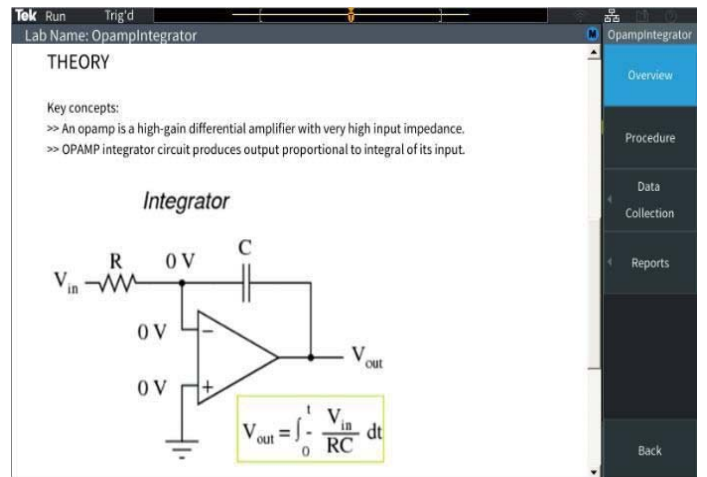 Tek Run Trig'd
Lab Name: OpampIntegrator
M
OpampIntegrator
THEORY
Key concepts:
>> An opamp is a high-gain differential amplifier with very high input impedance.
>> OPAMP integrator circuit produces output proportional to integral of its input.
Integrator
R
0 V
C
Vin
0 V
−
Vout
0 V
+
Vout = ∫0t - Vin/RC dt
Overview
Procedure
Data
Collection
Reports
Back